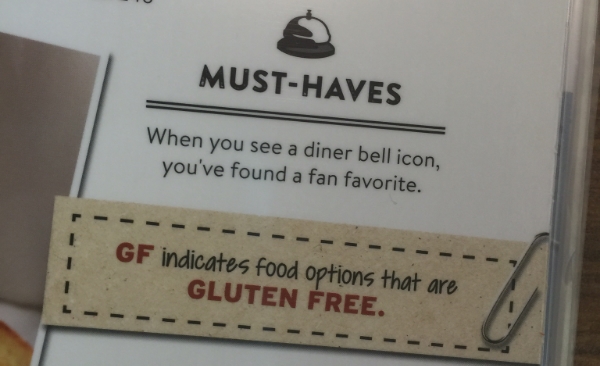 MUST-HAVES
When you see a diner bell icon,
you've found a fan favorite.
GF indicates food options that are
GLUTEN FREE.